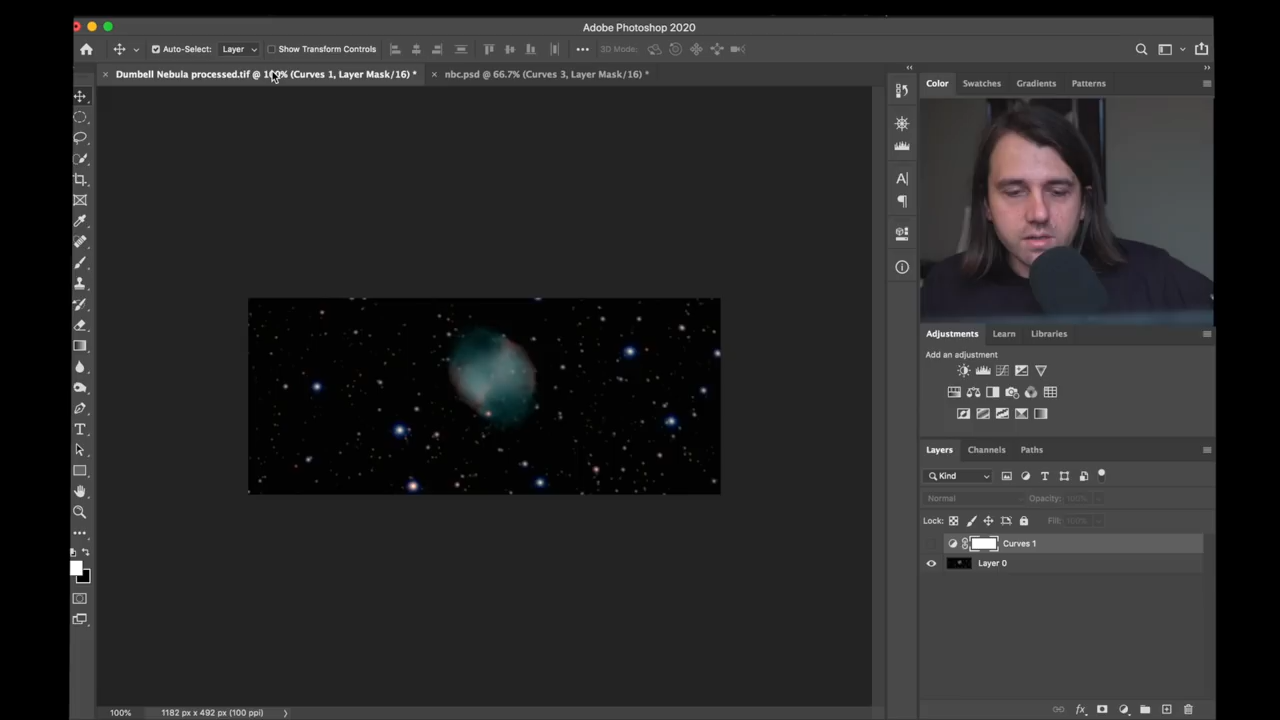 Adobe Photoshop 2020
Auto-Select: Layer Show Transform Controls 3D Mode:
Dumbell Nebula processed.tif @ 100% (Curves 1, Layer Mask/16) * nbc.psd @ 66.7% (Curves 3, Layer Mask/16) *
Color Swatches Gradients Patterns
Adjustments Learn Libraries
Add an adjustment
Layers Channels Paths
Kind
Normal Opacity: 100%
Lock: Fill: 100%
Curves 1
Layer 0
100% 1182 px x 492 px (100 ppi)